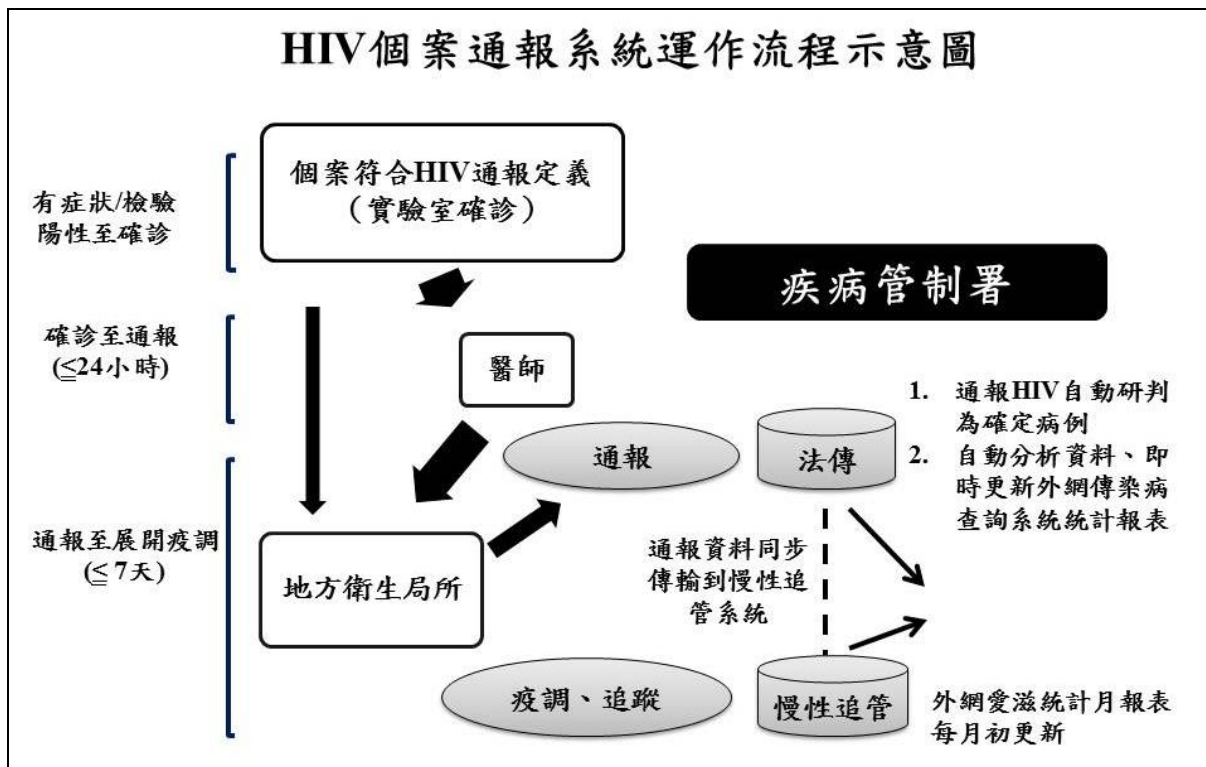 HIV個案通報系統運作流程示意圖
有症狀/檢驗
陽性至確診
個案符合HIV通報定義
(實驗室確診)
疾病管制署
確診至通報
(≦24小時)
醫師
通報
法傳
1. 通報HIV自動研判
為確定病例
2. 自動分析資料、即
時更新外網傳染病
查詢系統統計報表
通報至展開疫調
(≦ 7天)
地方衛生局所
通報資料同步
傳輸到慢性追
管系統
疫調、追蹤
慢性追管
外網愛滋統計月報表
每月初更新